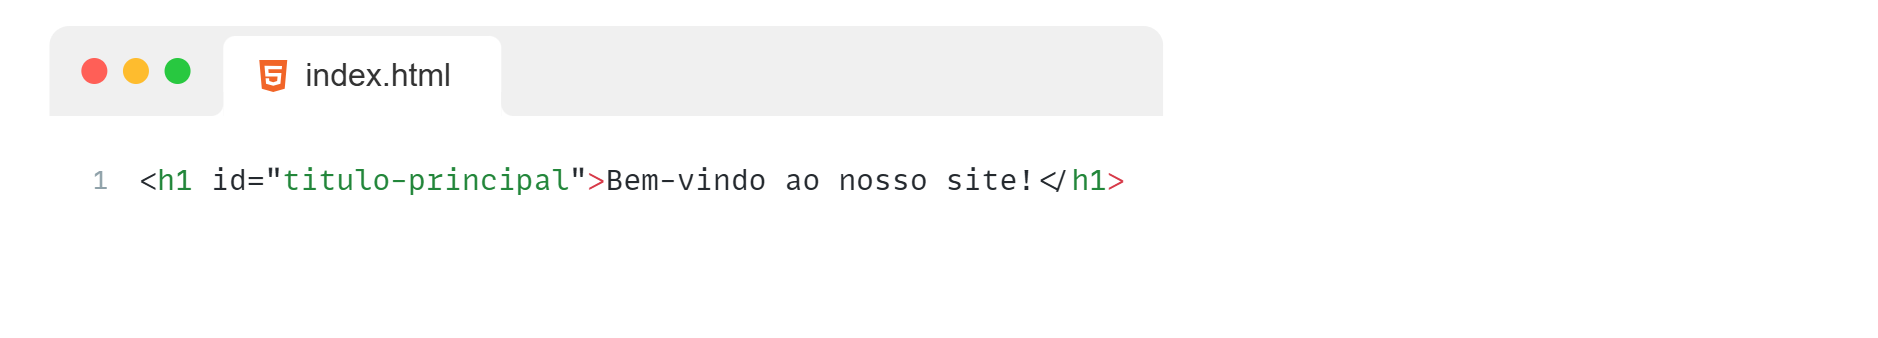 index.html
1 <h1 id="titulo-principal">Bem-vindo ao nosso site!</h1>